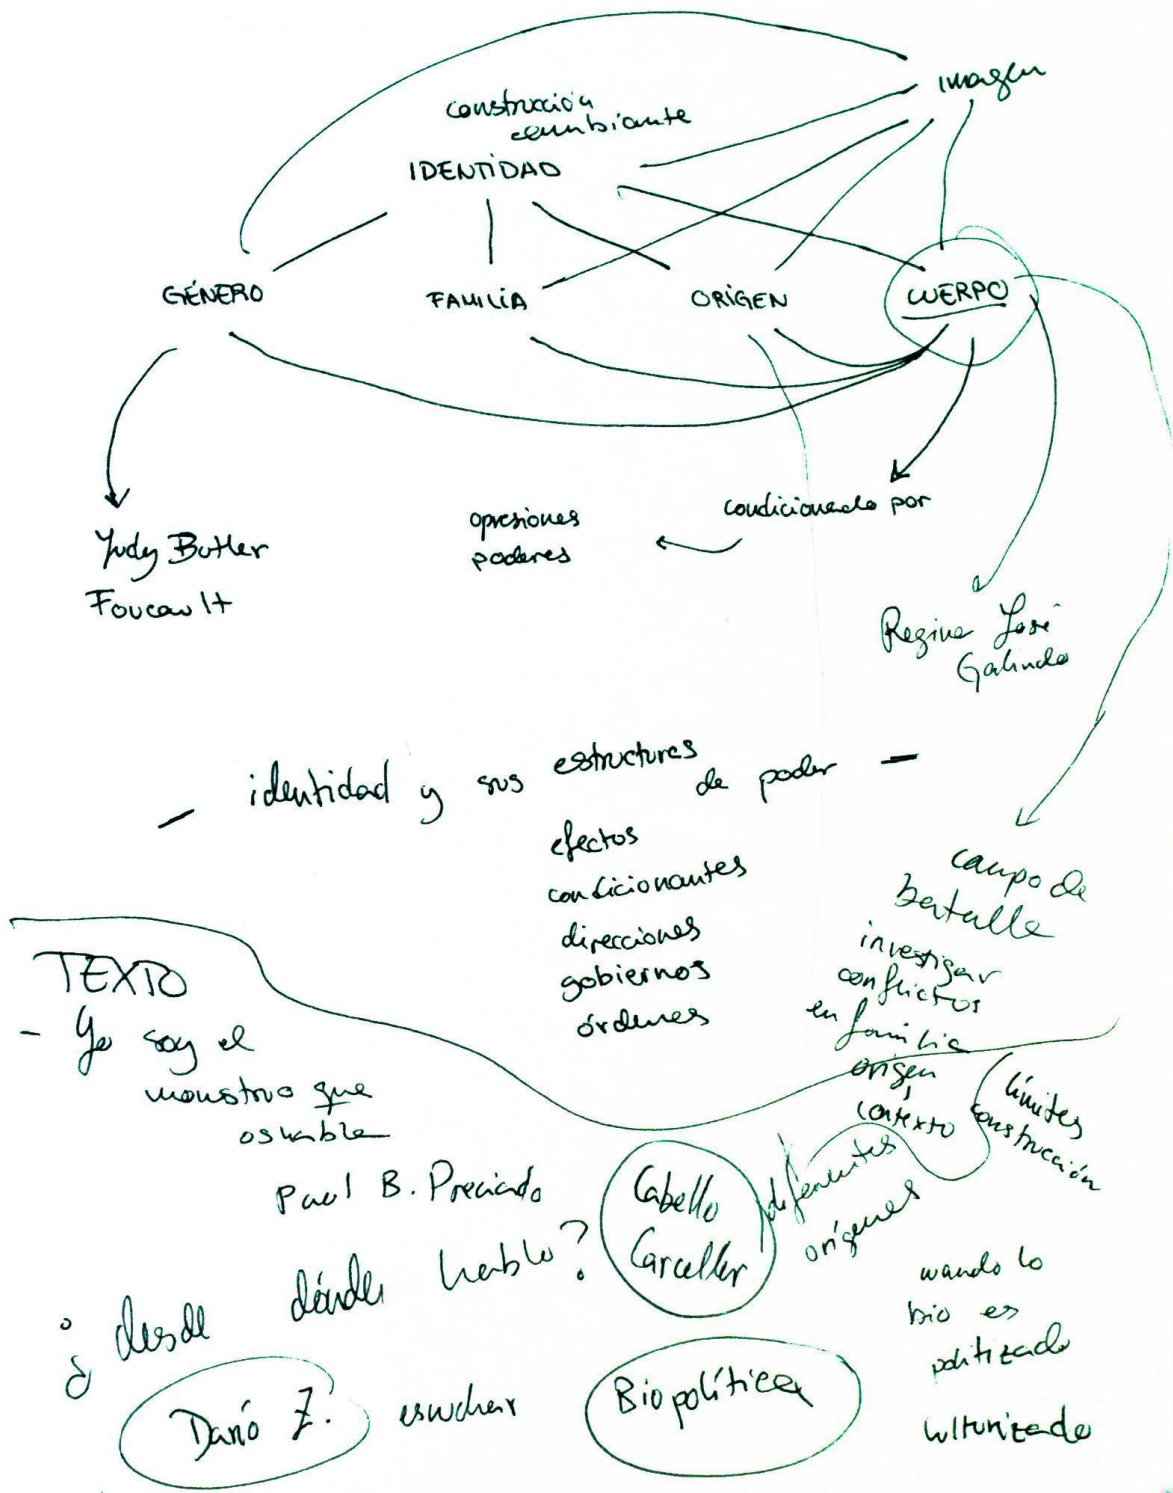 imagen
construcción
cambiante
IDENTIDAD
GÉNERO
FAMILIA
ORIGEN
CUERPO
condicionado por
opresiones
poderes
Judy Butler
Foucault
Regina José
Galindo
identidad y sus estructuras
de poder
efectos
condicionantes
direcciones
gobiernos
órdenes
campo de
batalla
investigar
conflictos
en familia
origen,
contexto
límites
construcción
TEXTO
- Yo soy el
monstruo que
os habla
Paul B. Preciado
Cabello
Carceller
diferentes
orígenes
¿desde dónde hablo?
Darío Z.
escuchar
Biopolítica
cuando lo
bio es
politizado
culturizado